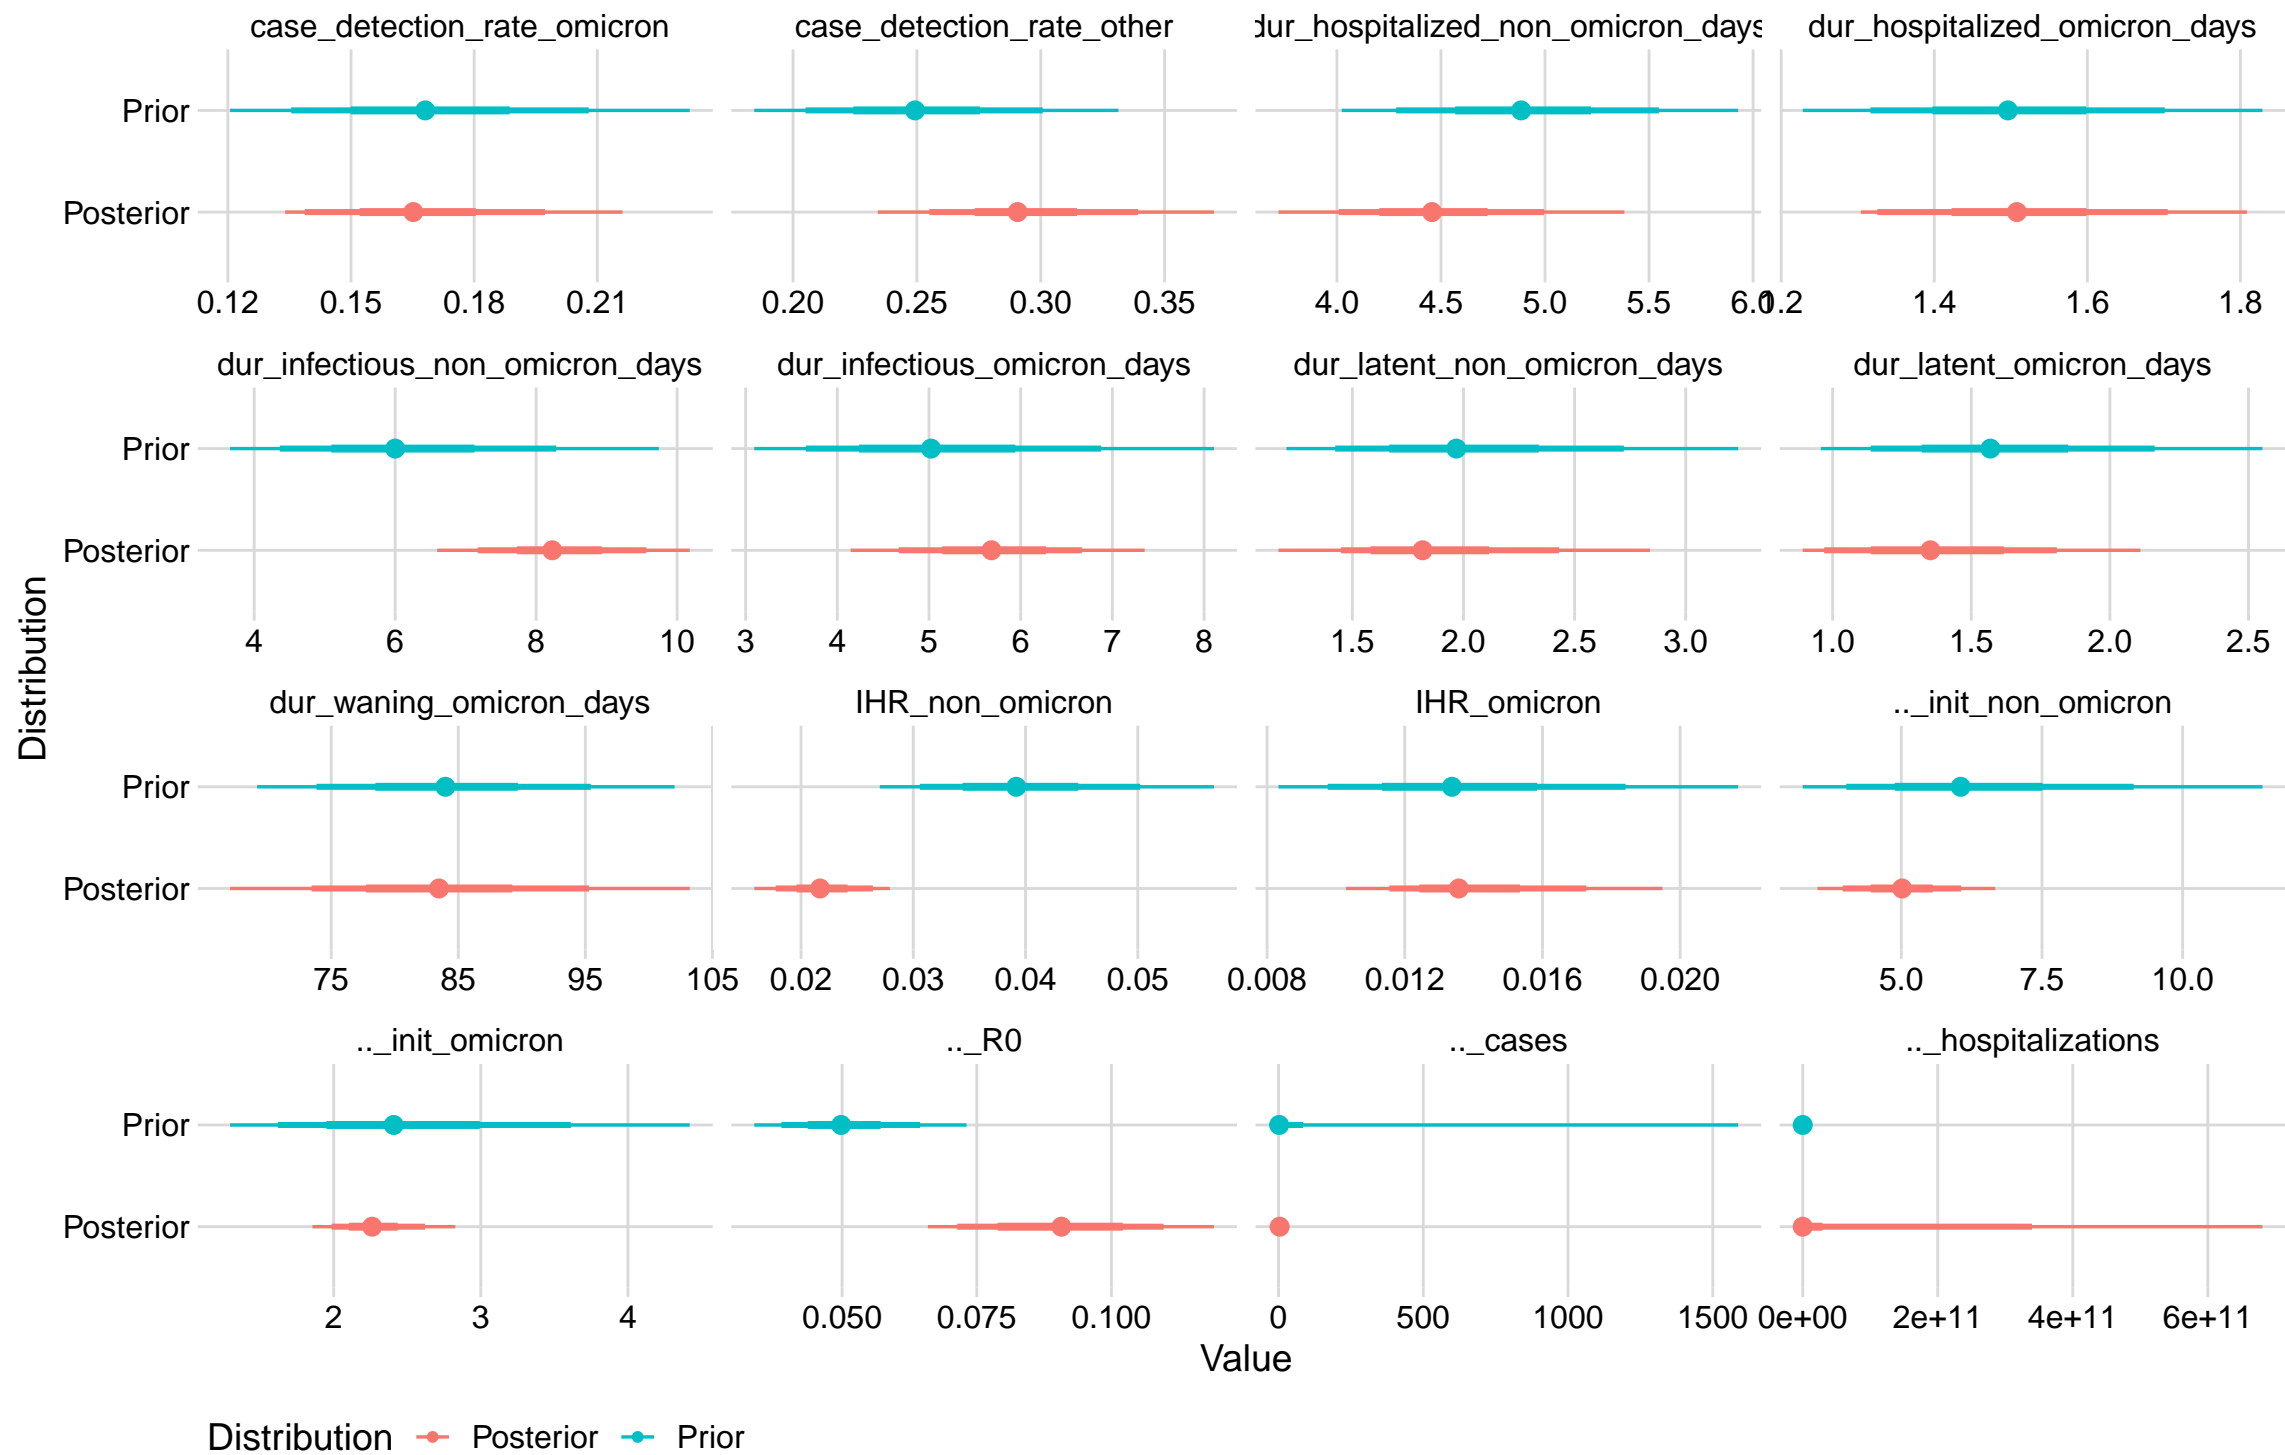 case_detection_rate_omicron case_detection_rate_other dur_hospitalized_non_omicron_days dur_hospitalized_omicron_days
Prior
Posterior
0.12 0.15 0.18 0.21 0.20 0.25 0.30 0.35 4.0 4.5 5.0 5.5 6.0 1.2 1.4 1.6 1.8
dur_infectious_non_omicron_days dur_infectious_omicron_days dur_latent_non_omicron_days dur_latent_omicron_days
Prior
Posterior
4 6 8 10 3 4 5 6 7 8 1.5 2.0 2.5 3.0 1.0 1.5 2.0 2.5
Distribution
dur_waning_omicron_days IHR_non_omicron IHR_omicron .._init_non_omicron
Prior
Posterior
75 85 95 105 0.02 0.03 0.04 0.05 0.008 0.012 0.016 0.020 5.0 7.5 10.0
.._init_omicron .._R0 .._cases .._hospitalizations
Prior
Posterior
2 3 4 0.050 0.075 0.100 0 500 1000 1500 0e+00 2e+11 4e+11 6e+11
Value
Distribution Posterior Prior